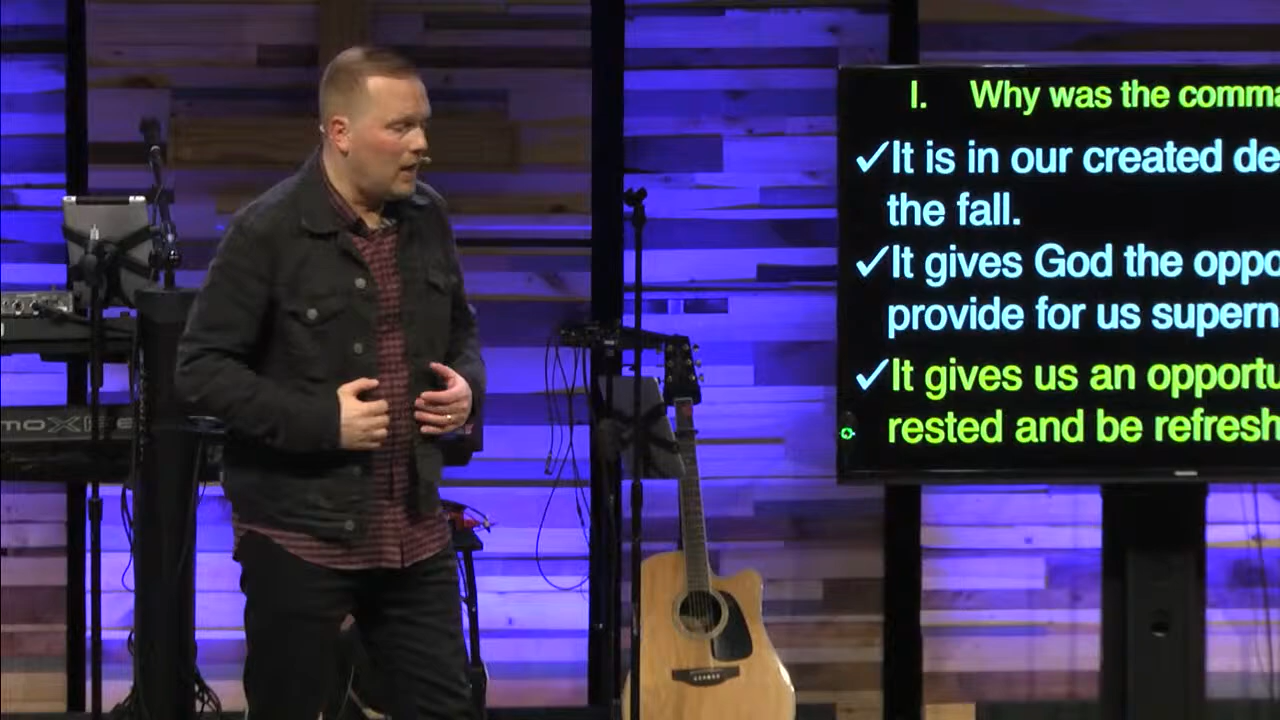 I. Why was the comma
✓It is in our created de
the fall.
✓It gives God the oppo
provide for us supern
✓It gives us an opportu
rested and be refresh